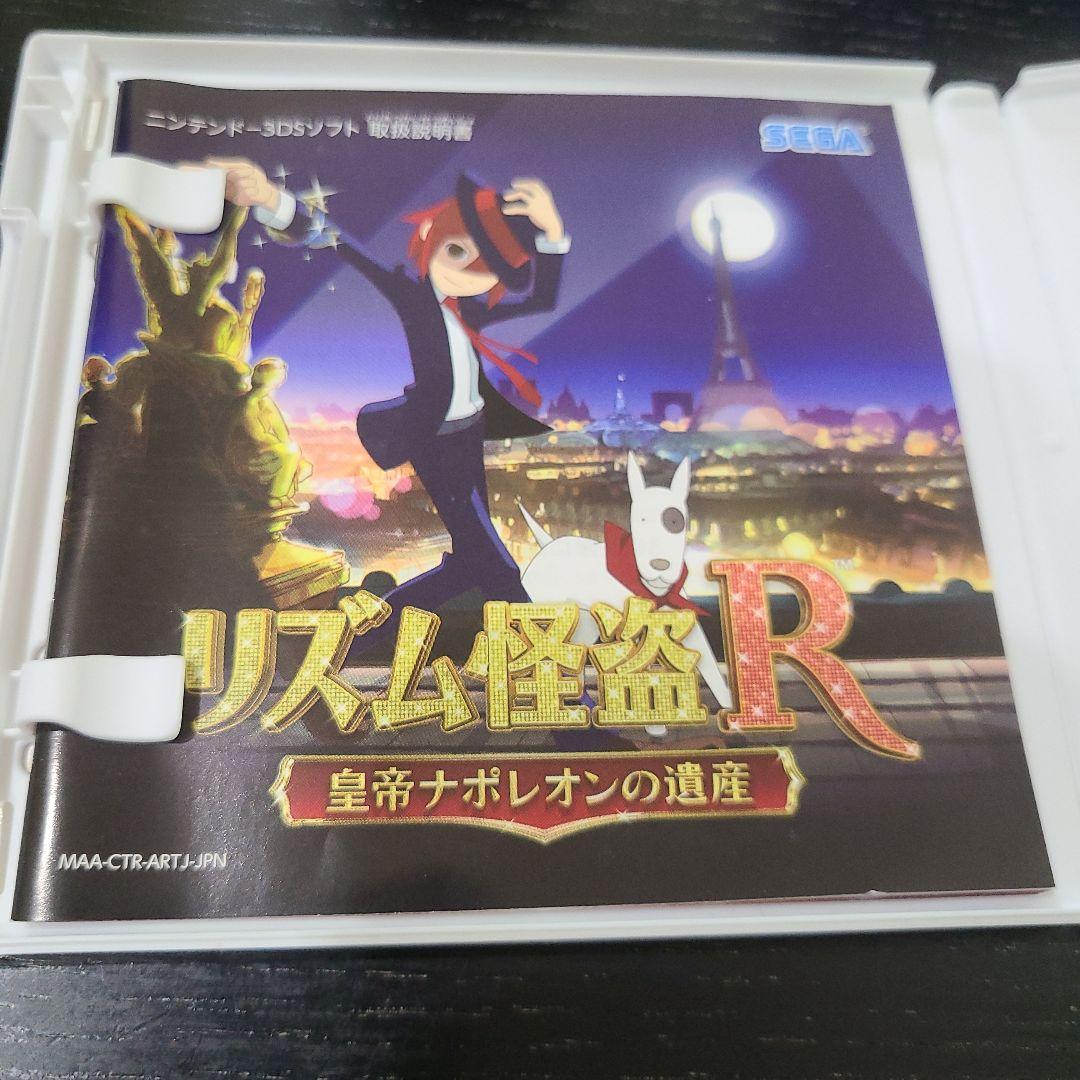 ニンテンドー3DSソフト 取扱説明書
SEGA
リズム怪盗R
TM
皇帝ナポレオンの遺産
MAA-CTR-ARTJ-JPN